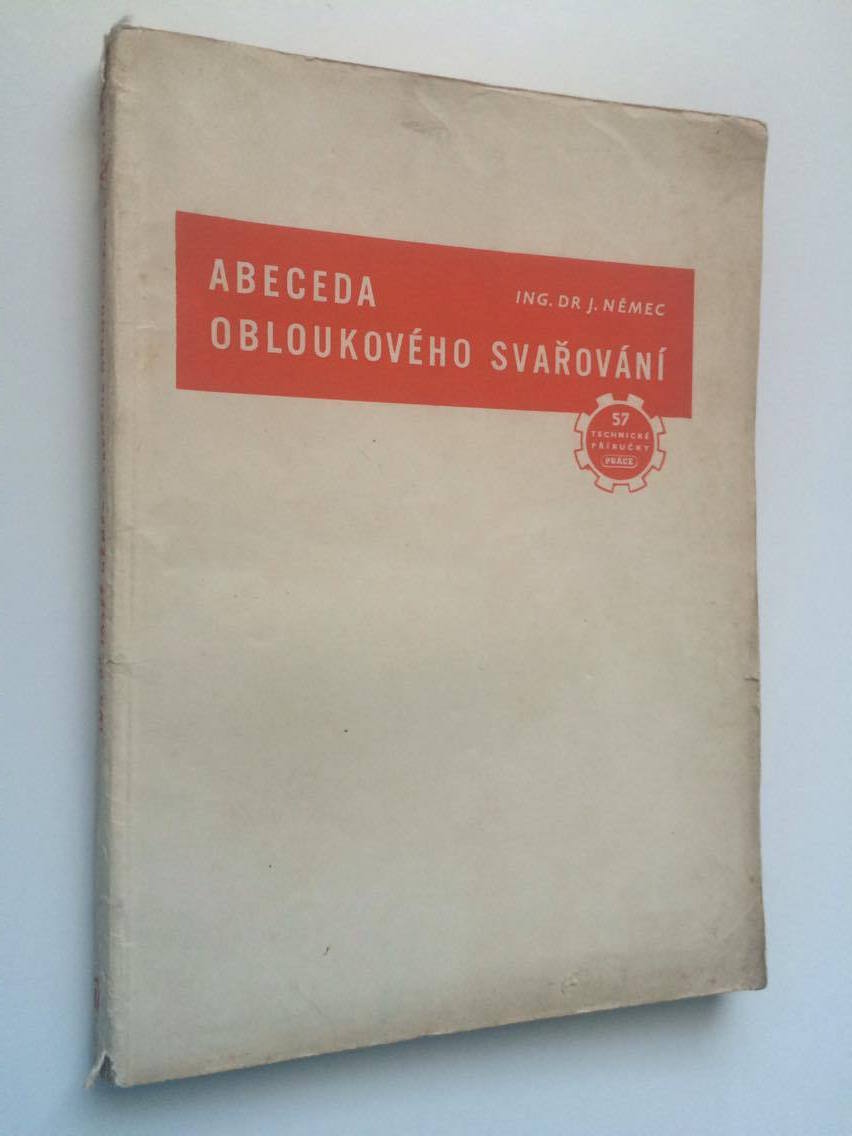 ABECEDA
ING. DR J. NĚMEC
OBLOUKOVÉHO SVAŘOVÁNÍ
57
TECHNICKÉ
PŘÍRUČKY
PRÁCE